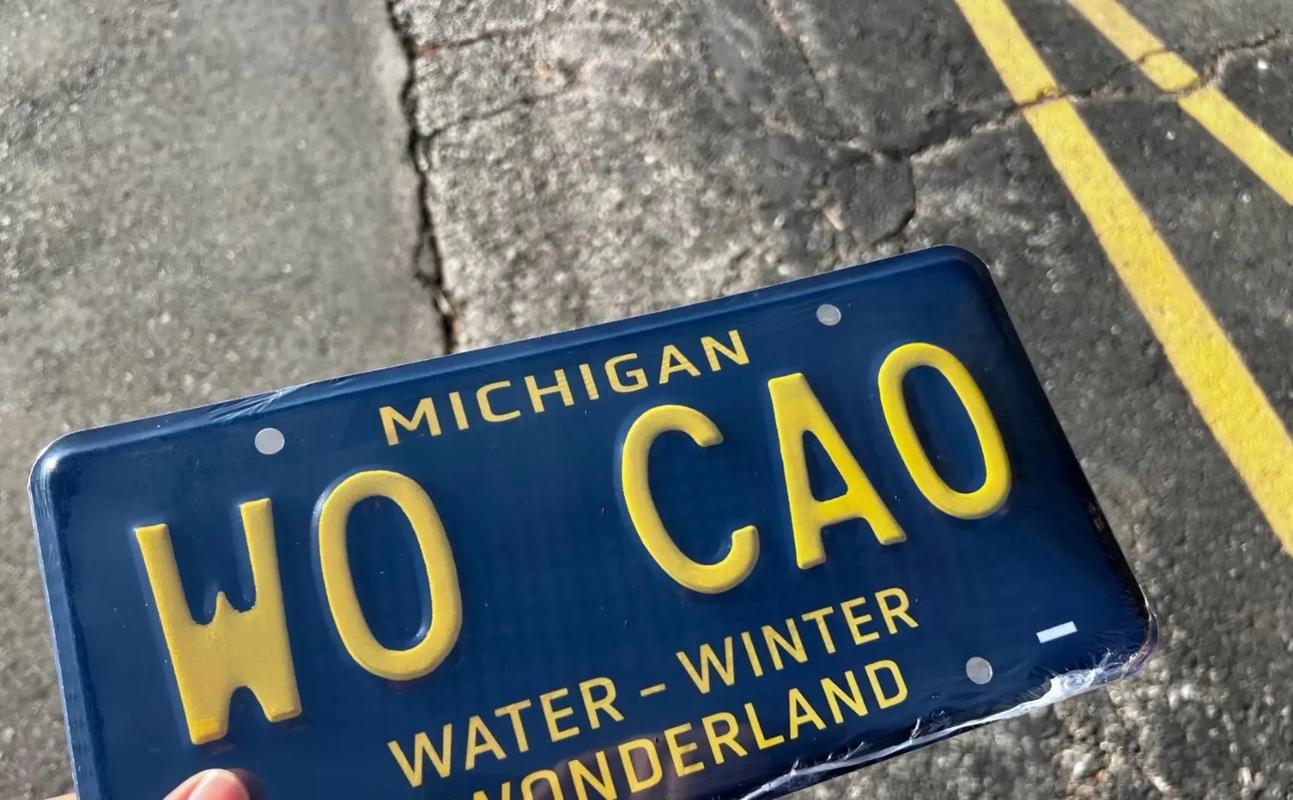 MICHIGAN
WO CAO
WATER - WINTER
WONDERLAND